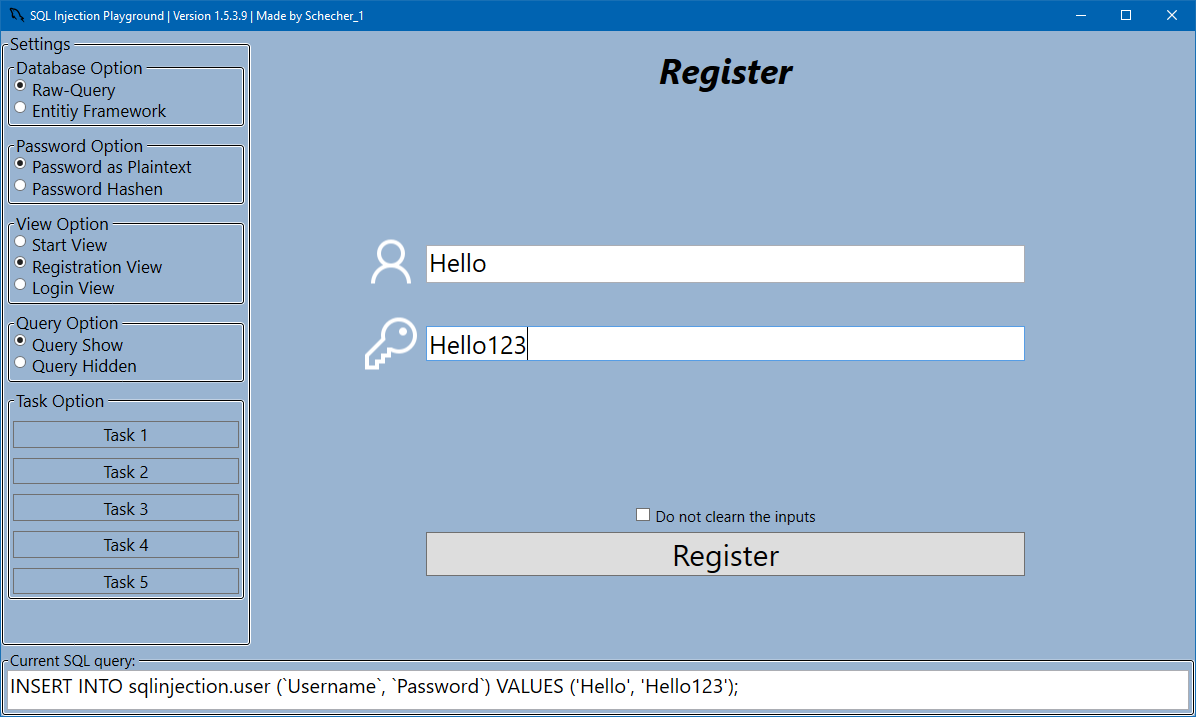 SQL Injection Playground | Version 1.5.3.9 | Made by Schecher_1
Settings
Database Option
Raw-Query
Entitiy Framework
Password Option
Password as Plaintext
Password Hashen
View Option
Start View
Registration View
Login View
Query Option
Query Show
Query Hidden
Task Option
Task 1
Task 2
Task 3
Task 4
Task 5
Register
Hello
Hello123
Do not clearn the inputs
Register
Current SQL query:
INSERT INTO sqlinjection.user (`Username`, `Password`) VALUES ('Hello', 'Hello123');